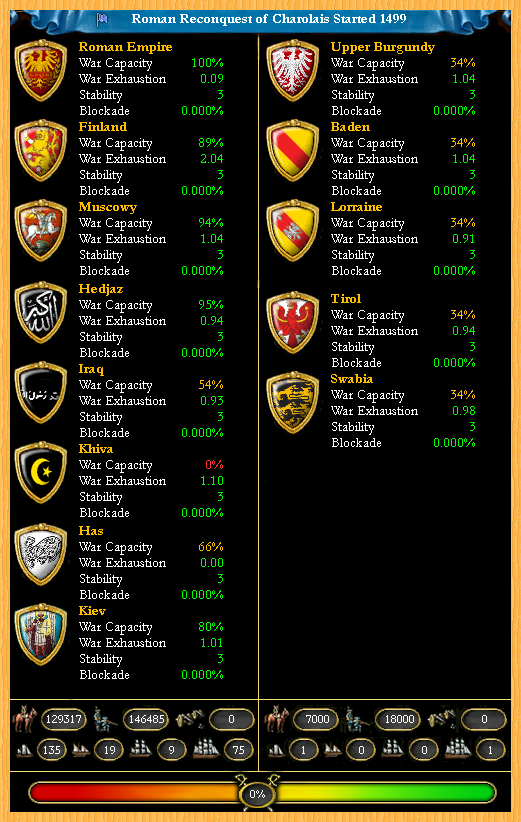 Roman Reconquest of Charolais Started 1499
Roman Empire
War Capacity 100%
War Exhaustion 0.09
Stability 3
Blockade 0.000%
Finland
War Capacity 89%
War Exhaustion 2.04
Stability 3
Blockade 0.000%
Muscowy
War Capacity 94%
War Exhaustion 1.04
Stability 3
Blockade 0.000%
Hedjaz
War Capacity 95%
War Exhaustion 0.94
Stability 3
Blockade 0.000%
Iraq
War Capacity 54%
War Exhaustion 0.93
Stability 3
Blockade 0.000%
Khiva
War Capacity 0%
War Exhaustion 1.10
Stability 3
Blockade 0.000%
Has
War Capacity 66%
War Exhaustion 0.00
Stability 3
Blockade 0.000%
Kiev
War Capacity 80%
War Exhaustion 1.01
Stability 3
Blockade 0.000%
129317 146485 0
135 19 9 75
Upper Burgundy
War Capacity 34%
War Exhaustion 1.04
Stability 3
Blockade 0.000%
Baden
War Capacity 34%
War Exhaustion 1.04
Stability 3
Blockade 0.000%
Lorraine
War Capacity 34%
War Exhaustion 0.91
Stability 3
Blockade 0.000%
Tirol
War Capacity 34%
War Exhaustion 0.94
Stability 3
Blockade 0.000%
Swabia
War Capacity 34%
War Exhaustion 0.98
Stability 3
Blockade 0.000%
7000 18000 0
1 0 0 1
0%